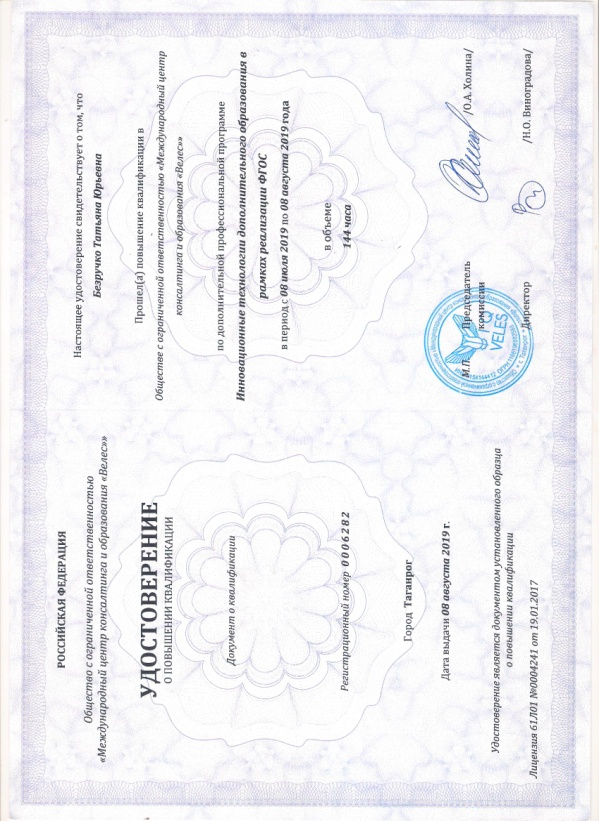 РОССИЙСКАЯ ФЕДЕРАЦИЯ
Общество с ограниченной ответственностью
«Международный центр консалтинга и образования «Велес»»
УДОСТОВЕРЕНИЕ
О ПОВЫШЕНИИ КВАЛИФИКАЦИИ
Документ о квалификации
Регистрационный номер 0006282
Город Таганрог
Дата выдачи 08 августа 2019 г.
Удостоверение является документом установленного образца
о повышении квалификации
Лицензия 61Л01 №0004241 от 19.01.2017
Настоящее удостоверение свидетельствует о том, что
Безручко Татьяна Юрьевна
Прошел(а) повышение квалификации в
Обществе с ограниченной ответственностью «Международный центр
консалтинга и образования «Велес»»
по дополнительной профессиональной программе
Инновационные технологии дополнительного образования в
рамках реализации ФГОС
в период с 08 июля 2019 по 08 августа 2019 года
в объеме
144 часа
М.П.
Председатель
комиссии
/О.А. Холина/
Директор
/Н.О. Виноградова/
VELES